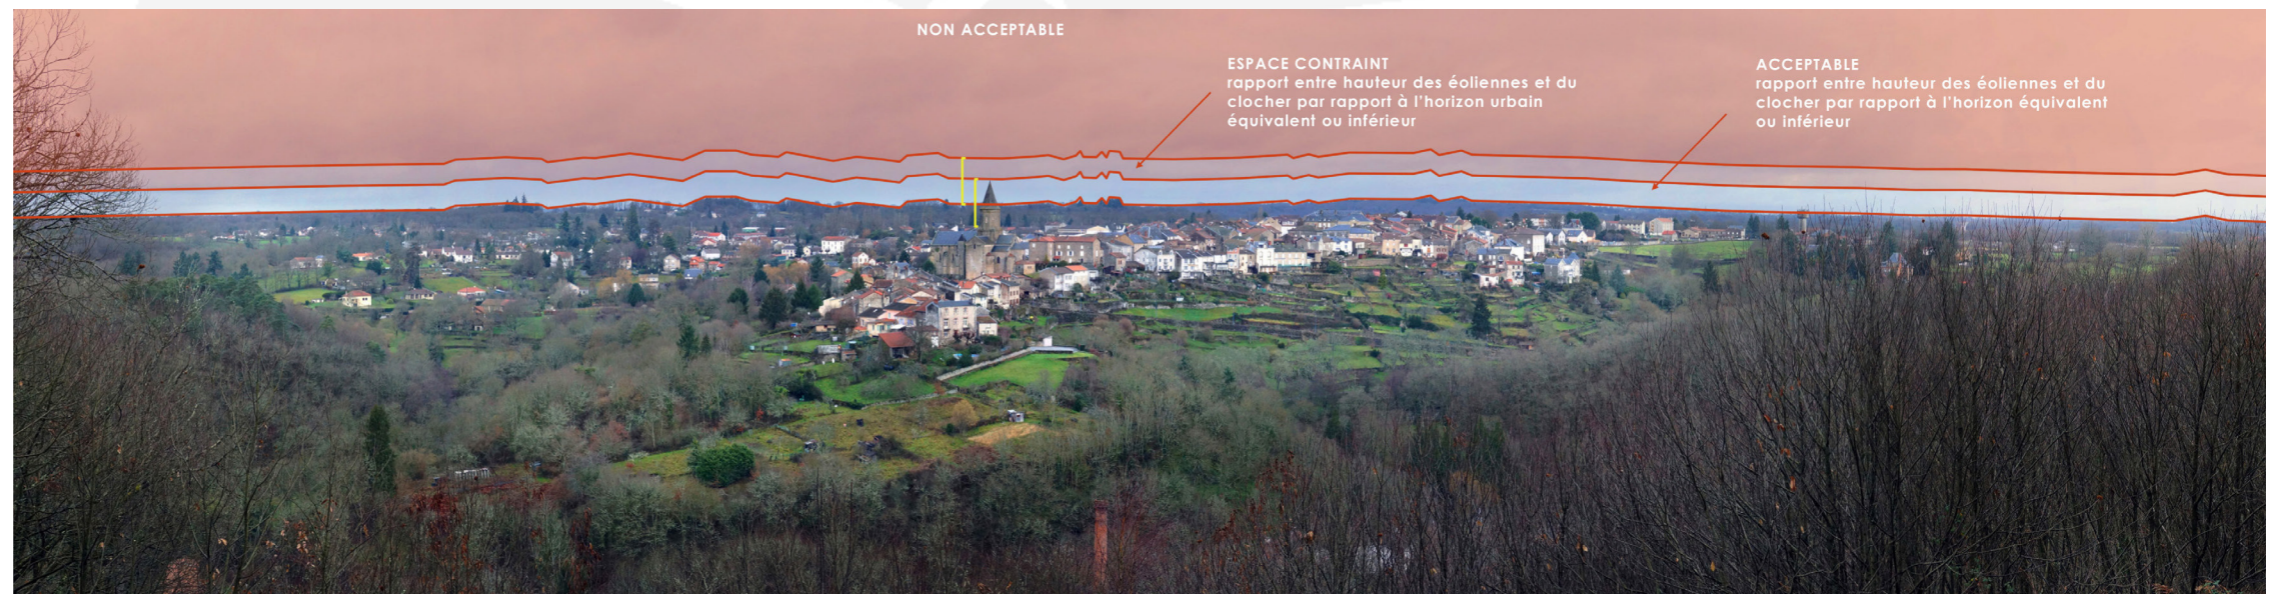 NON ACCEPTABLE
ESPACE CONTRAINT
rapport entre hauteur des éoliennes et du
clocher par rapport à l'horizon urbain
équivalent ou inférieur
ACCEPTABLE
rapport entre hauteur des éoliennes et du
clocher par rapport à l'horizon équivalent
ou inférieur